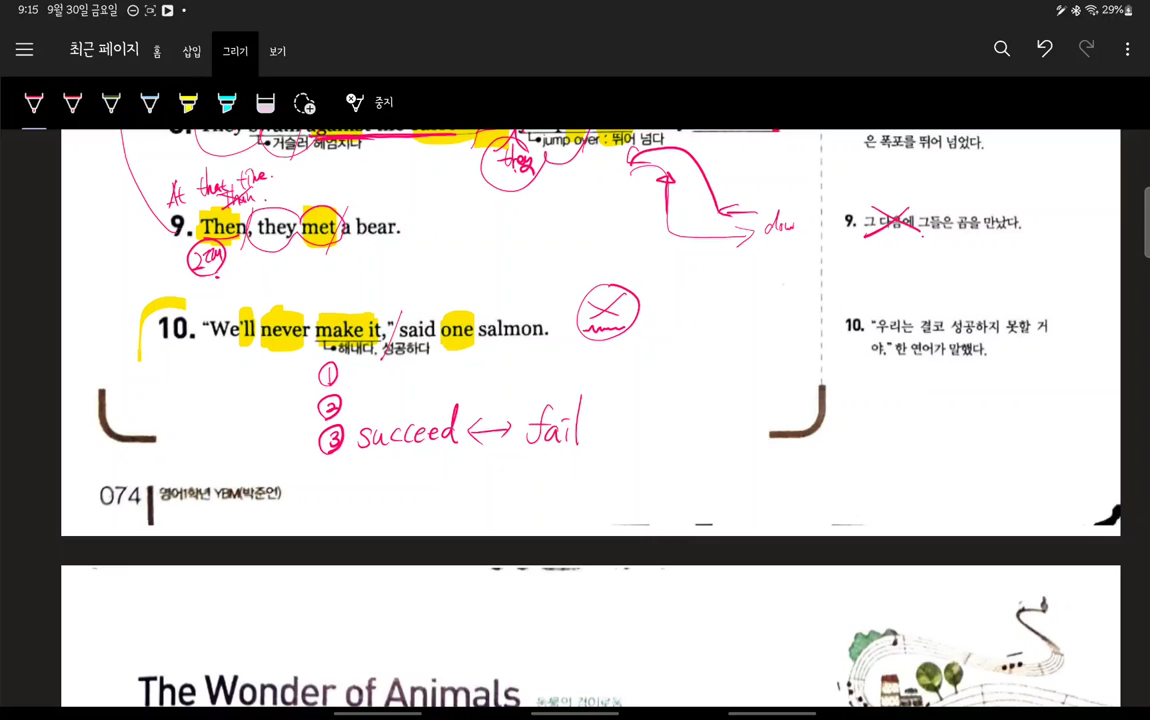 9:15 9월 30일 금요일
29%
최근 페이지 홈 삽입 그리기 보기
중지
거슬러 헤엄치다
jump over : 뛰어 넘다
은 폭포를 뛰어 넘었다.
they
At that time.
9. Then, they met a bear.
9. 그 다음에 그들은 곰을 만났다.
10. “We’ll never make it,” said one salmon.
해내다, 성공하다
10. “우리는 결코 성공하지 못할 거
야,” 한 연어가 말했다.
①
②
③ succeed ↔ fail
074 영어1학년 YBM(박준언)
The Wonder of Animals